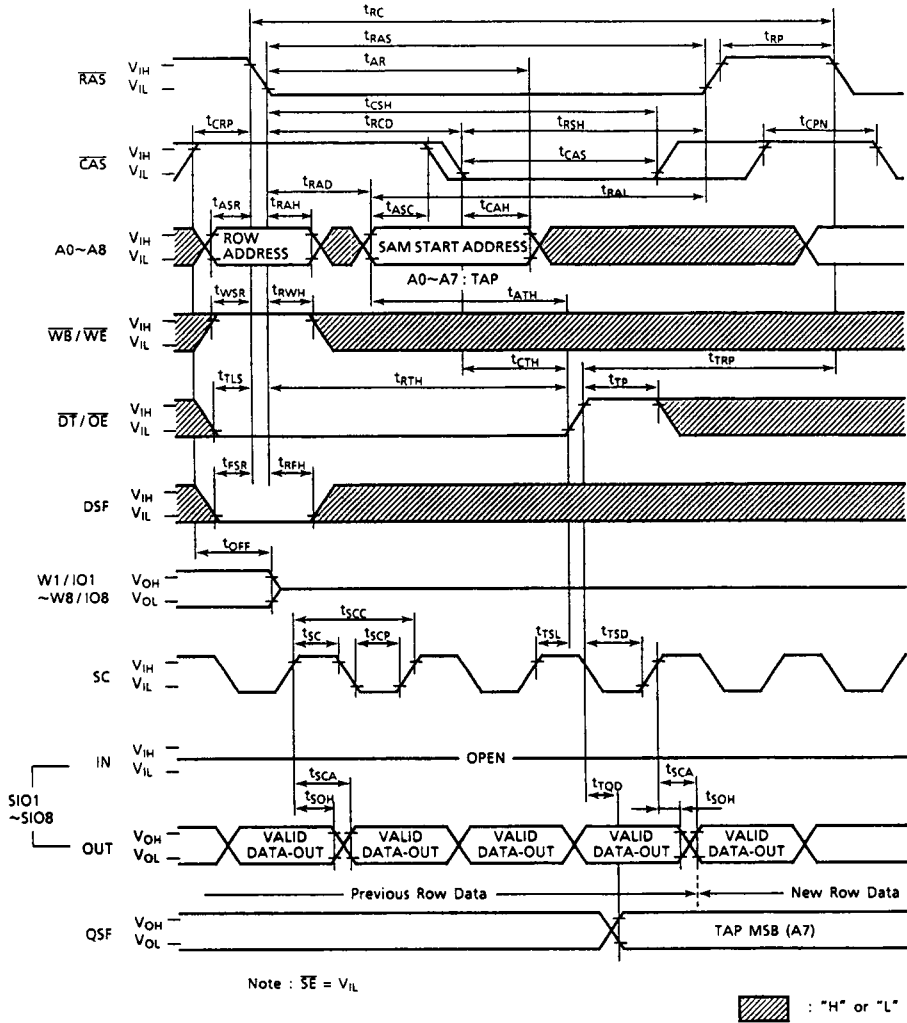 tRC
tRAS
tRP
tAR
RAS
VIH
VIL
tCSH
tCRP
tRCD
tRSH
tCPN
CAS
VIH
VIL
tCAS
tRAD
tRAL
tASR
tRAH
tASC
tCAH
A0~A8
VIH
VIL
ROW ADDRESS
SAM START ADDRESS
A0~A7 : TAP
tATH
tWSR
tRWH
WB / WE
VIH
VIL
tCTH
tTRP
tTLS
tRTH
tTP
DT / OE
VIH
VIL
tFSR
tRFH
DSF
VIH
VIL
tOFF
W1 / IO1
~W8 / IO8
VOH
VOL
tSCC
tSC
tSCP
tTSL
tTSD
SC
VIH
VIL
IN
VIH
VIL
OPEN
SIO1
~SIO8
tSCA
tSOH
tTQD
tSCA
tSOH
OUT
VOH
VOL
VALID DATA-OUT
VALID DATA-OUT
VALID DATA-OUT
VALID DATA-OUT
VALID DATA-OUT
Previous Row Data
New Row Data
QSF
VOH
VOL
TAP MSB (A7)
Note : SE = VIL
: "H" or "L"